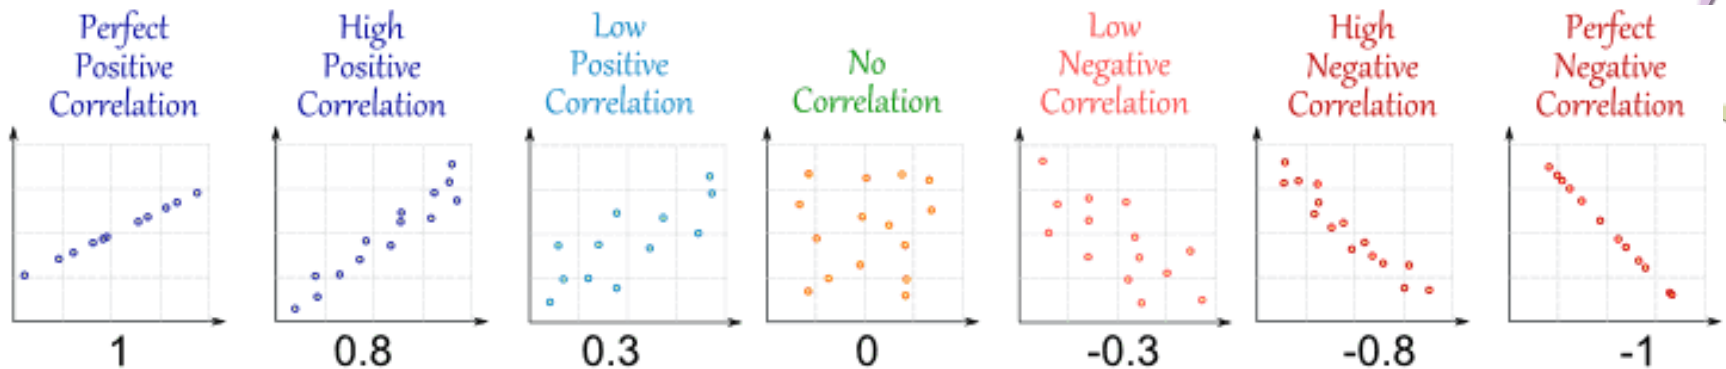 Perfect
Positive
Correlation
High
Positive
Correlation
Low
Positive
Correlation
No
Correlation
Low
Negative
Correlation
High
Negative
Correlation
Perfect
Negative
Correlation
1
0.8
0.3
0
-0.3
-0.8
-1